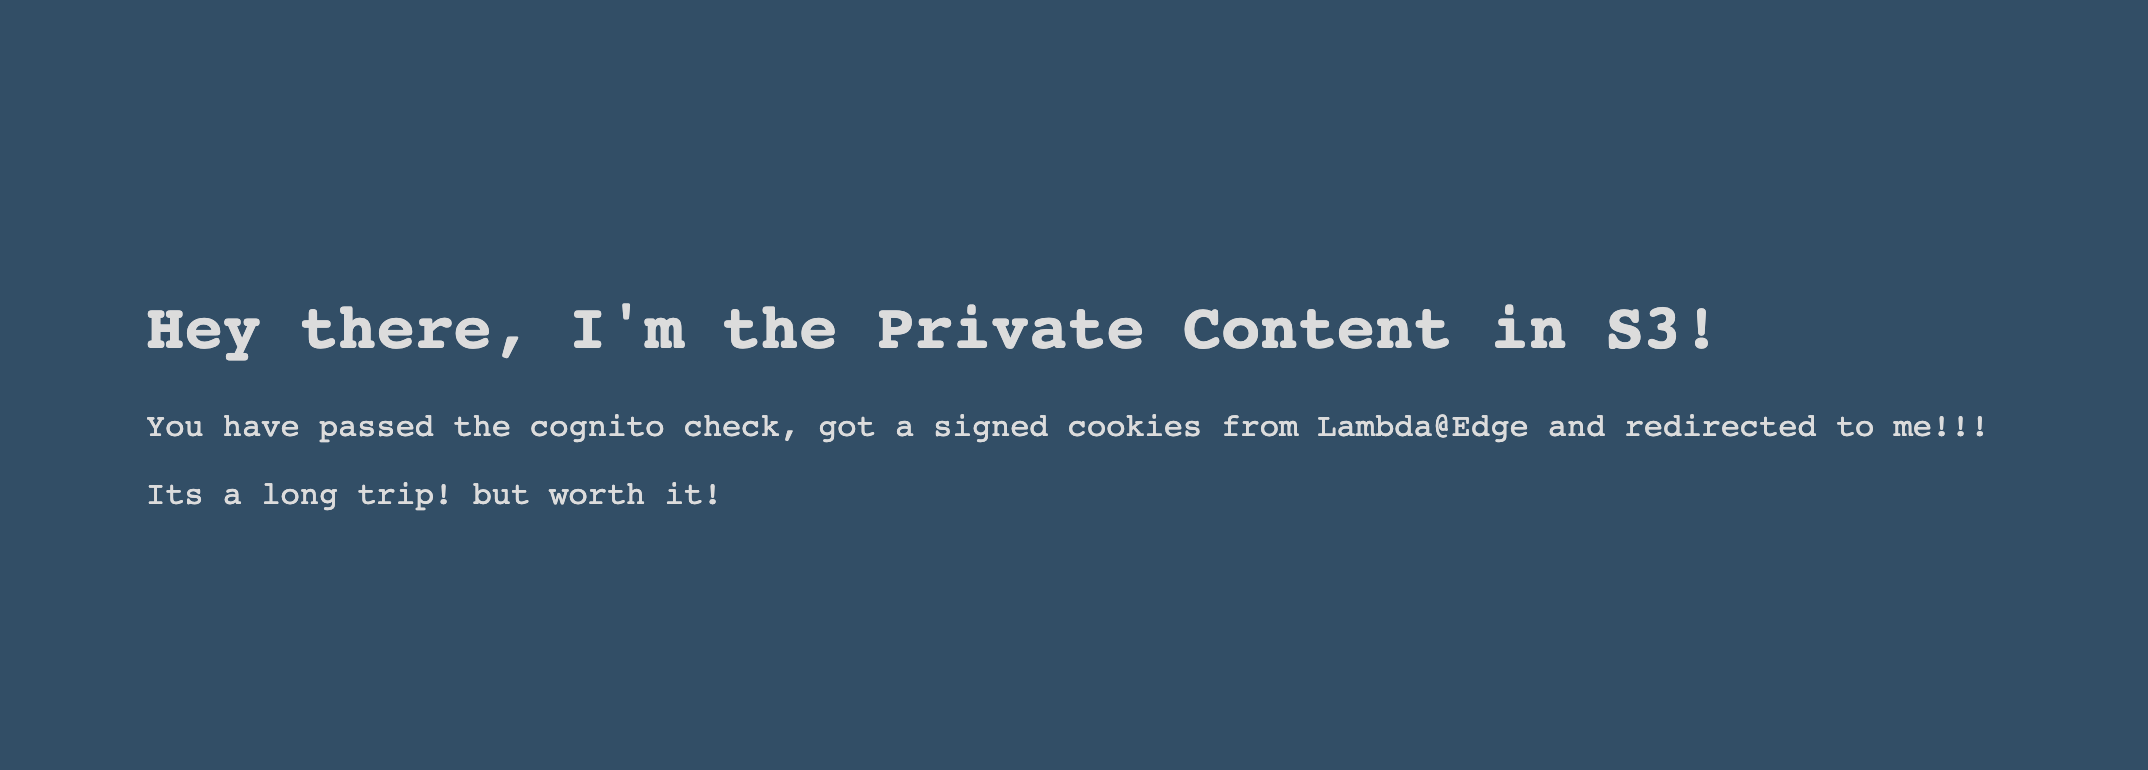 Hey there, I'm the Private Content in S3!
You have passed the cognito check, got a signed cookies from Lambda@Edge and redirected to me!!!
Its a long trip! but worth it!